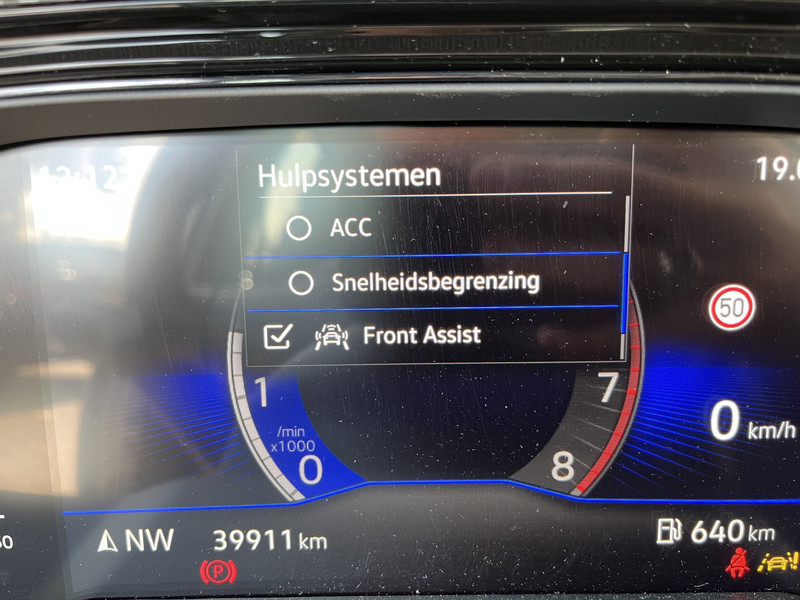 Hulpsystemen
ACC
Snelheidsbegrenzing
Front Assist
50
1
7
/min
x1000
0
8
0 km/h
NW
39911 km
640 km
P